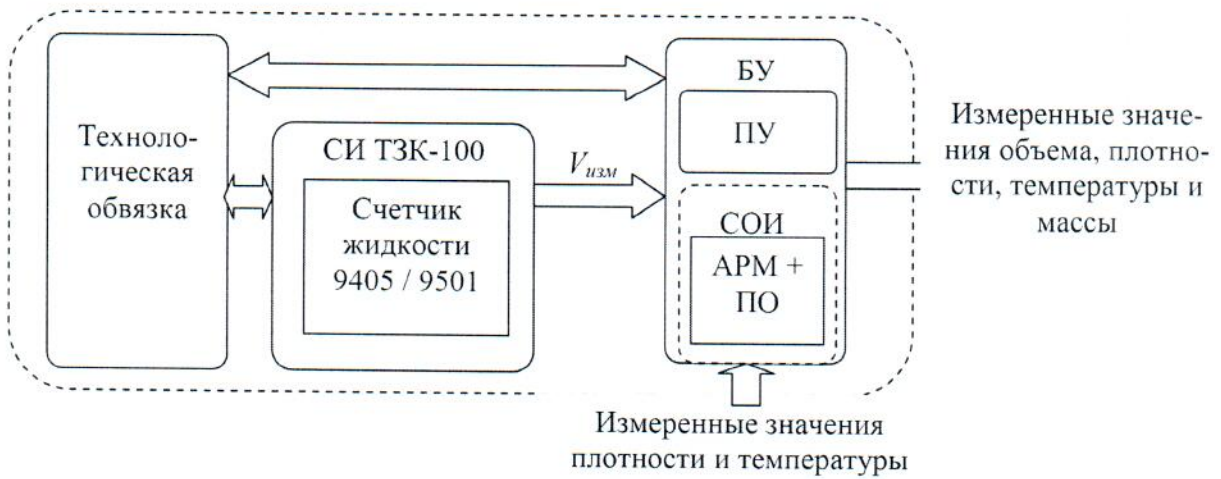 Техноло-
гическая
обвязка
СИ ТЗК-100
Счетчик
жидкости
9405 / 9501
Vизм
БУ
ПУ
СОИ
АРМ +
ПО
Измеренные значе-
ния объема, плотно-
сти, температуры и
массы
Измеренные значения
плотности и температуры